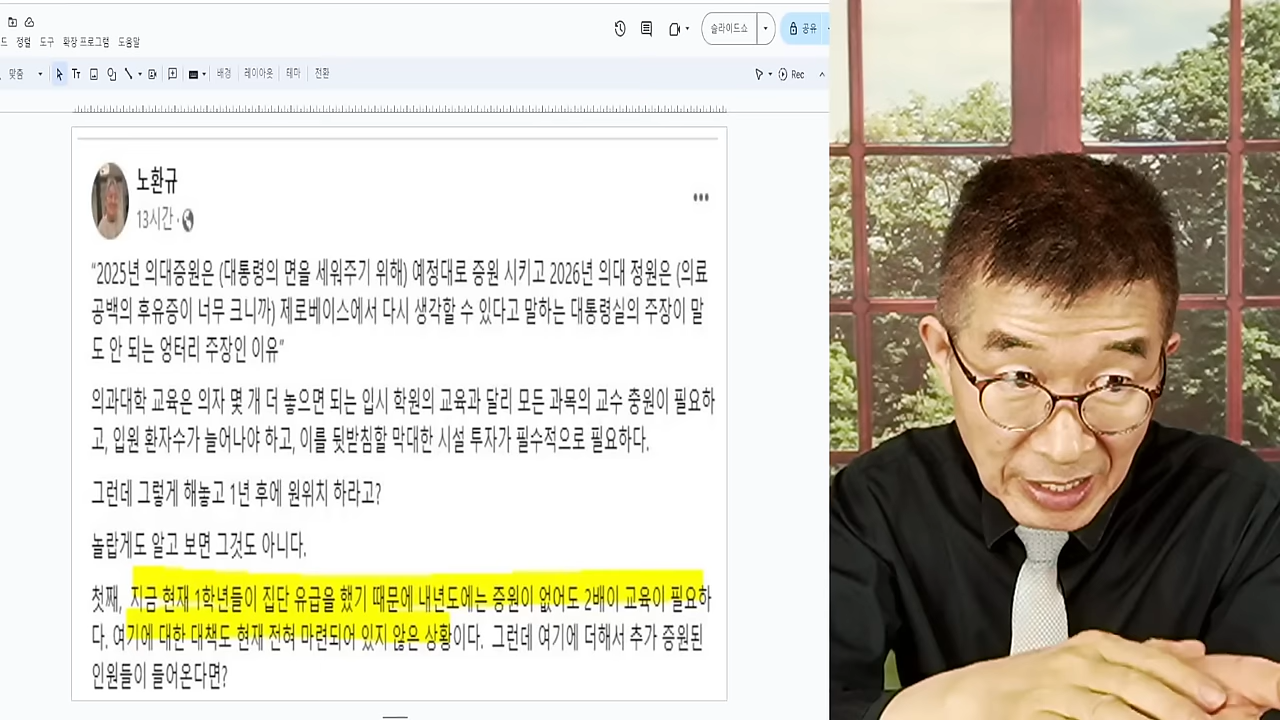 드 정렬 도구 확장 프로그램 도움말
슬라이드쇼
공유
맞춤
Tт
배경 레이아웃 테마 전환
Rec
노환규
13시간 ·
“2025년 의대증원은 (대통령의 면을 세워주기 위해) 예정대로 증원 시키고 2026년 의대 정원은 (의료
공백의 후유증이 너무 크니까) 제로베이스에서 다시 생각할 수 있다고 말하는 대통령실의 주장이 말
도 안 되는 엉터리 주장인 이유”
의과대학 교육은 의자 몇 개 더 놓으면 되는 입시 학원의 교육과 달리 모든 과목의 교수 충원이 필요하
고, 입원 환자수가 늘어나야 하고, 이를 뒷받침할 막대한 시설 투자가 필수적으로 필요하다.
그런데 그렇게 해놓고 1년 후에 원위치 하라고?
놀랍게도 알고 보면 그것도 아니다.
첫째, 지금 현재 1학년들이 집단 유급을 했기 때문에 내년도에는 증원이 없어도 2배이 교육이 필요하
다. 여기에 대한 대책도 현재 전혀 마련되어 있지 않은 상황이다. 그런데 여기에 더해서 추가 증원된
인원들이 들어온다면?